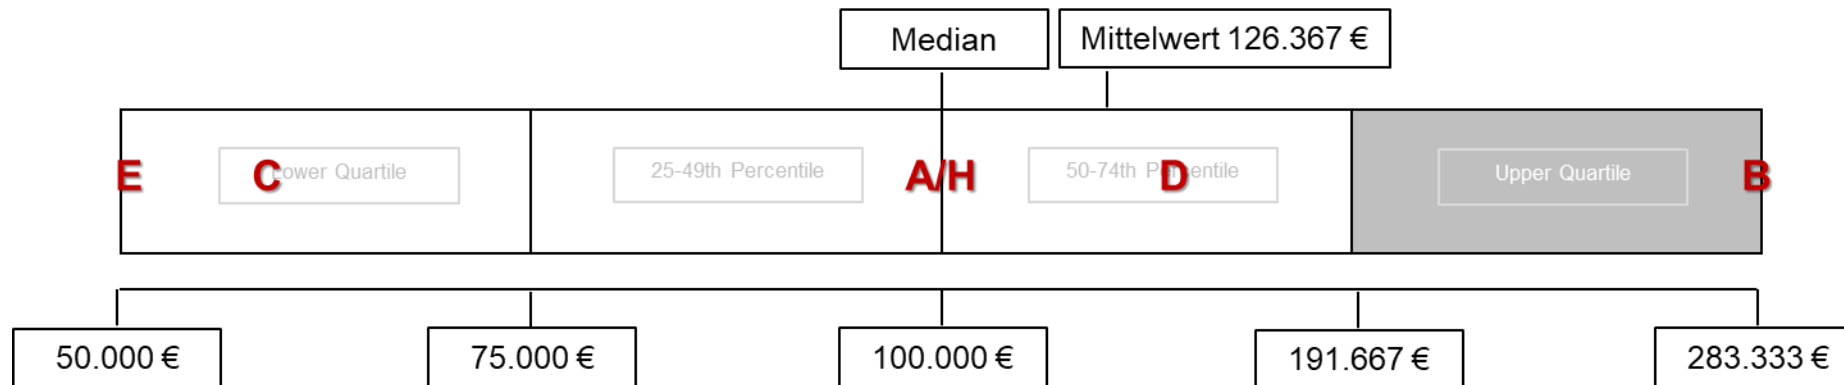 Median
Mittelwert 126.367 €
E
C
Lower Quartile
25-49th Percentile
A/H
50-74th Percentile
D
Upper Quartile
B
50.000 €
75.000 €
100.000 €
191.667 €
283.333 €